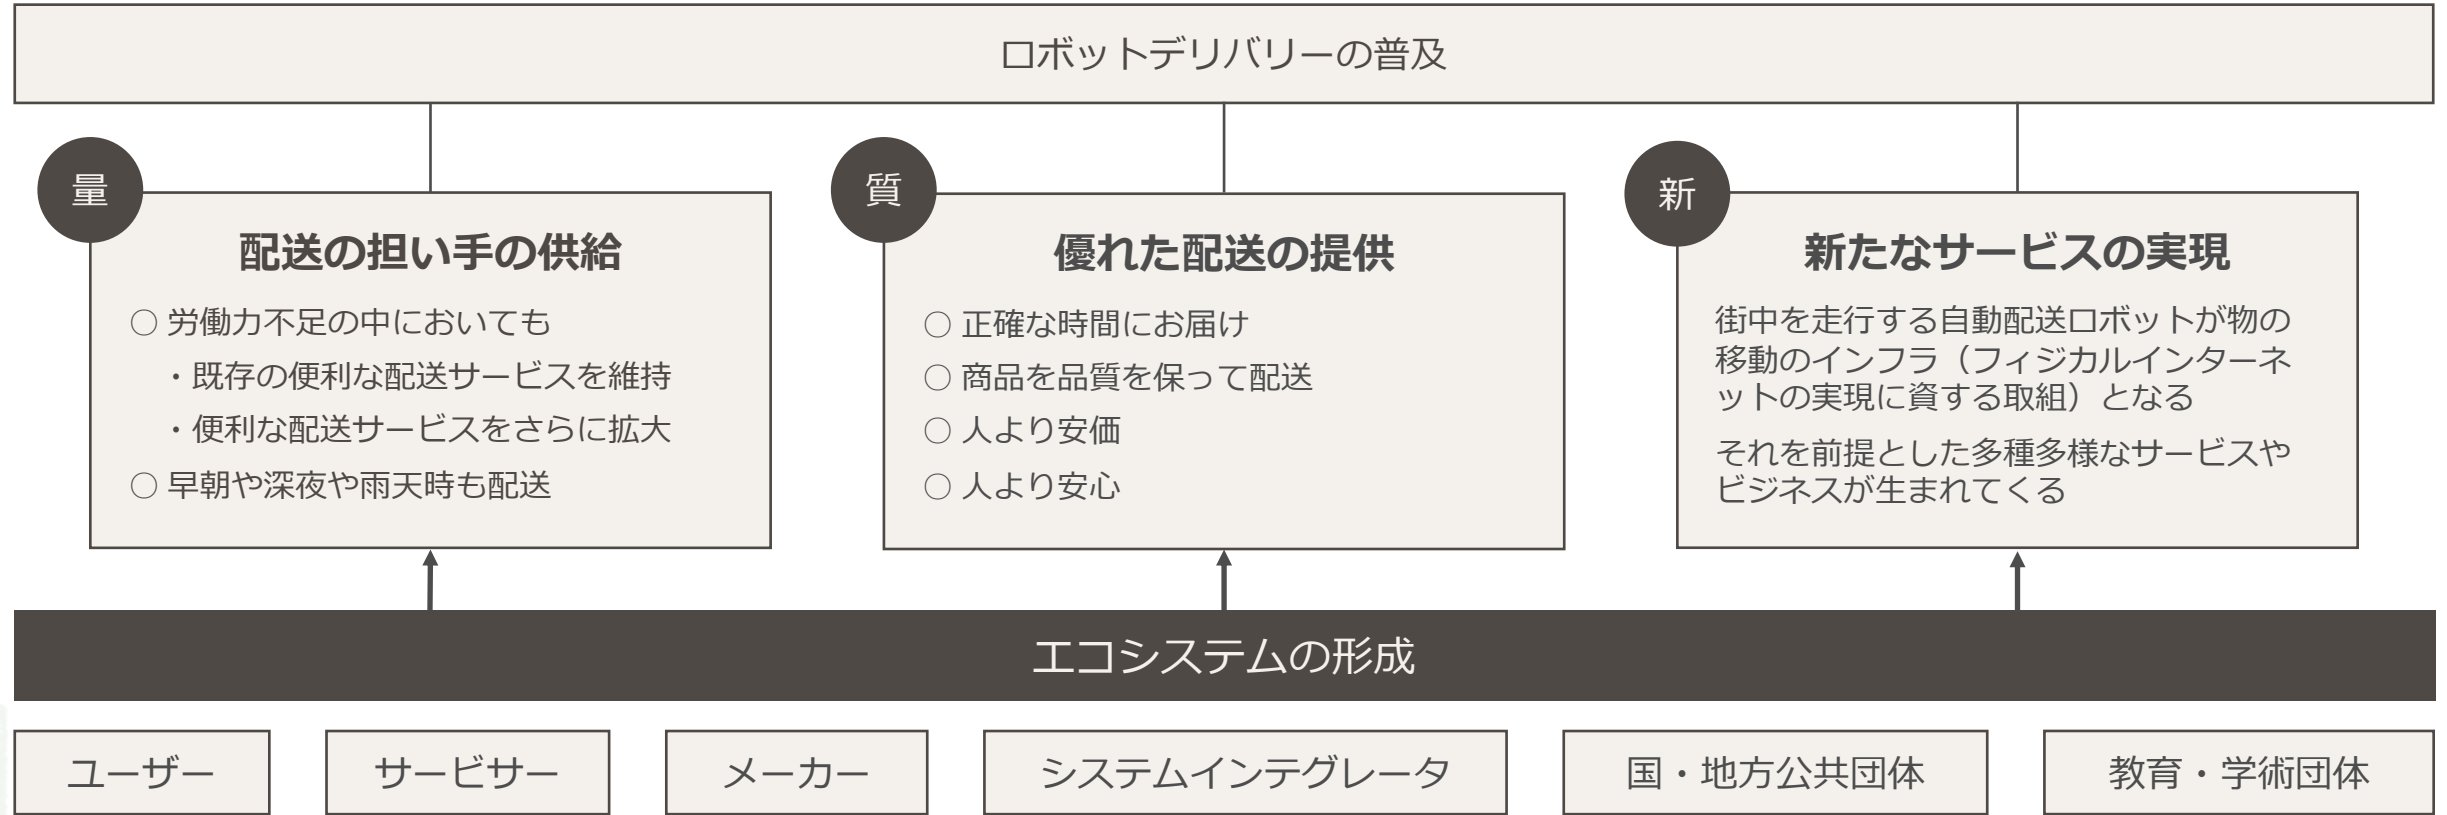 ロボットデリバリーの普及
量
配送の担い手の供給
○ 労働力不足の中においても
・既存の便利な配送サービスを維持
・便利な配送サービスをさらに拡大
○ 早朝や深夜や雨天時も配送
質
優れた配送の提供
○ 正確な時間にお届け
○ 商品を品質を保って配送
○ 人より安価
○ 人より安心
新
新たなサービスの実現
街中を走行する自動配送ロボットが物の
移動のインフラ（フィジカルインターネ
ットの実現に資する取組）となる
それを前提とした多種多様なサービスや
ビジネスが生まれてくる
エコシステムの形成
ユーザー
サービサー
メーカー
システムインテグレータ
国・地方公共団体
教育・学術団体